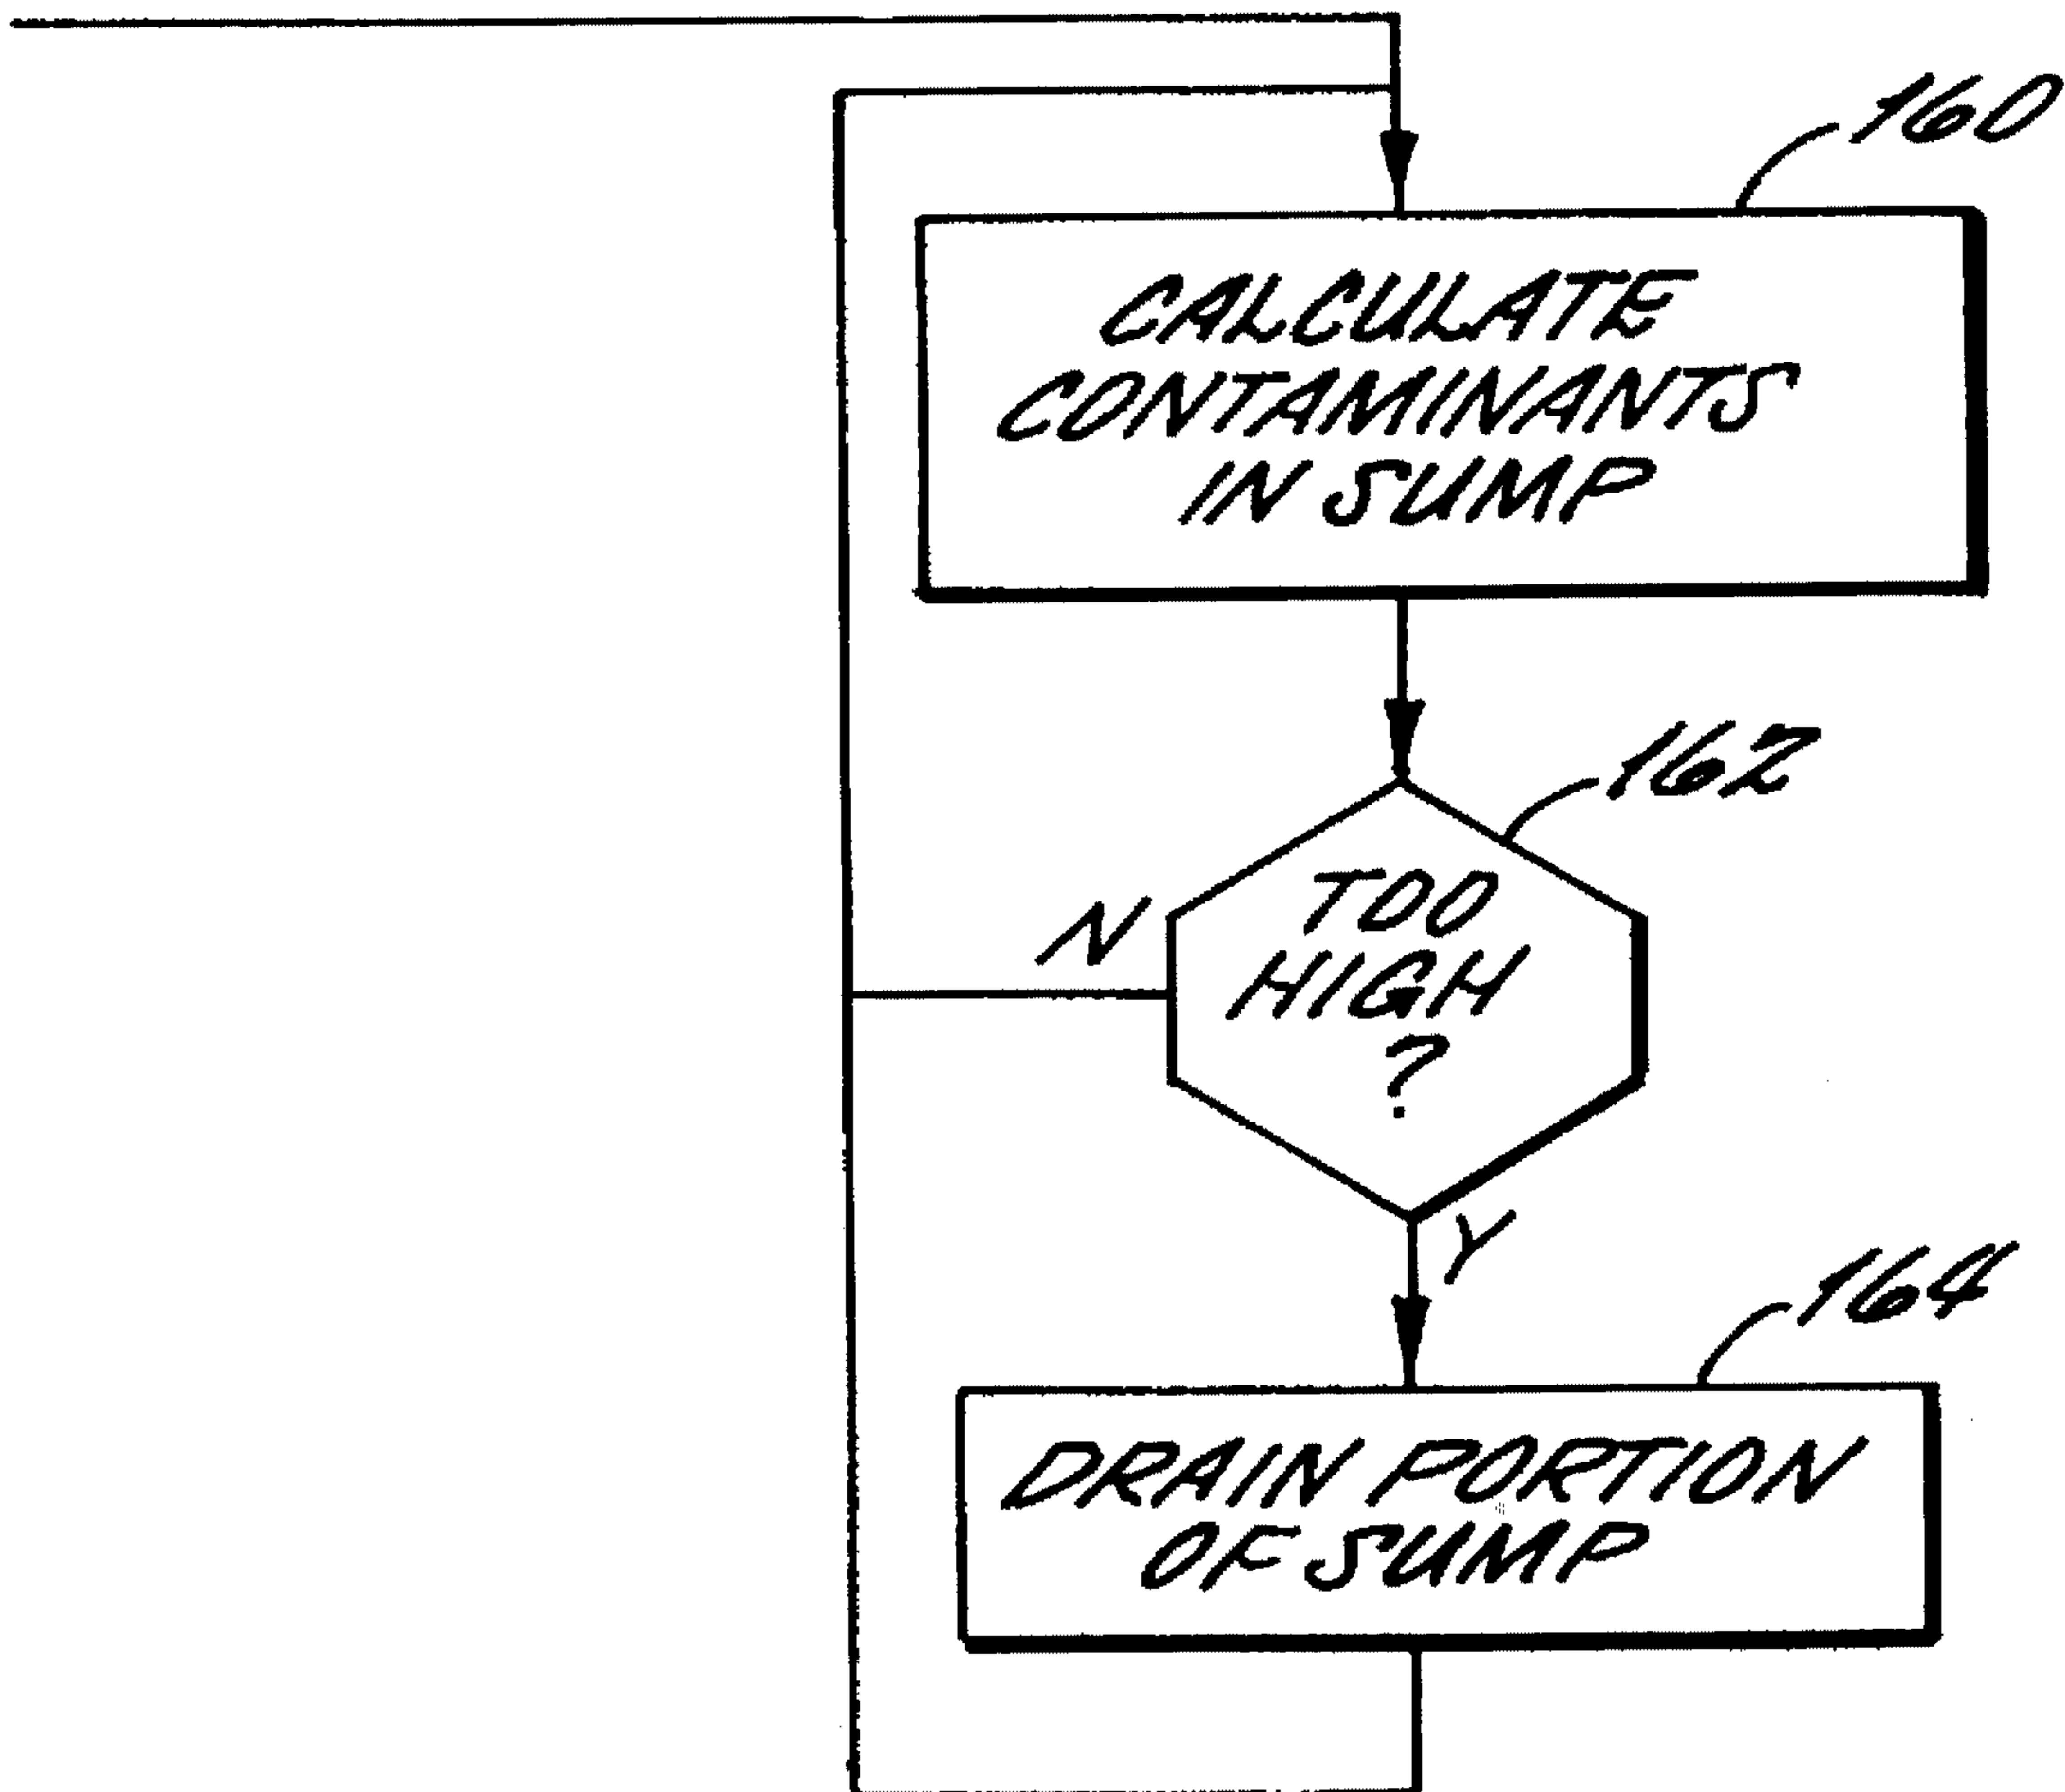 160
CALCULATE
CONTAMINANTS
IN SUMP
162
TOO
HIGH
?
N
Y
164
DRAIN PORTION
OF SUMP